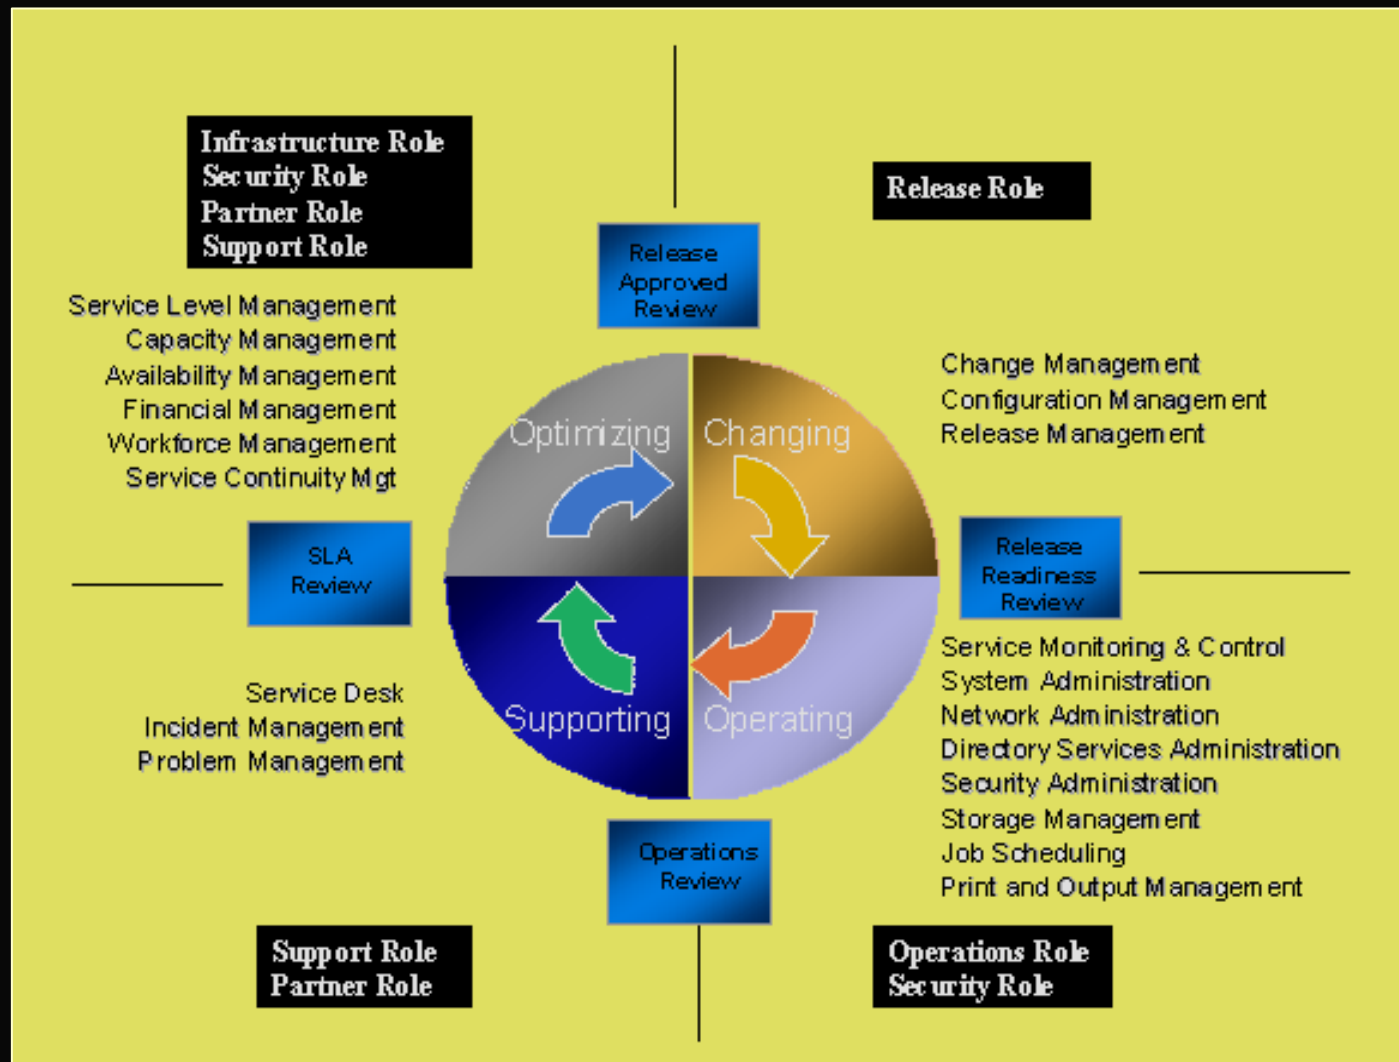 Infrastructure Role
Security Role
Partner Role
Support Role
Release Role
Release
Approved
Review
Service Level Management
Capacity Management
Availability Management
Financial Management
Workforce Management
Service Continuity Mgt
Change Management
Configuration Management
Release Management
Optimizing
Changing
SLA
Review
Release
Readiness
Review
Service Desk
Incident Management
Problem Management
Supporting
Operating
Service Monitoring & Control
System Administration
Network Administration
Directory Services Administration
Security Administration
Storage Management
Job Scheduling
Print and Output Management
Operations
Review
Support Role
Partner Role
Operations Role
Security Role